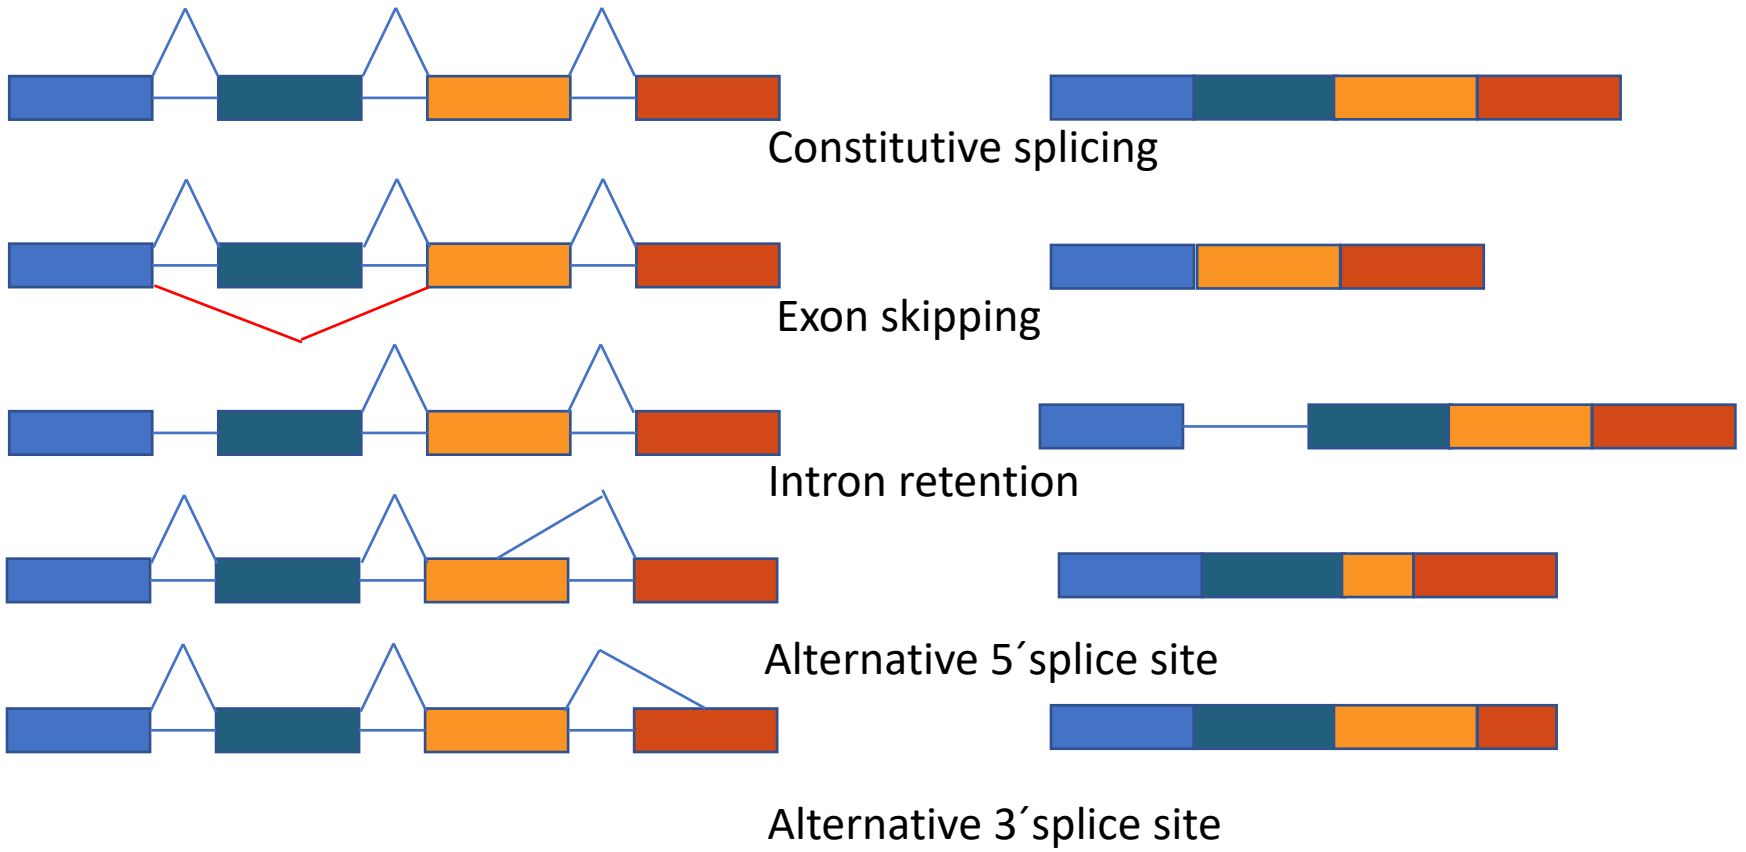 Constitutive splicing
Exon skipping
Intron retention
Alternative 5´splice site
Alternative 3´splice site